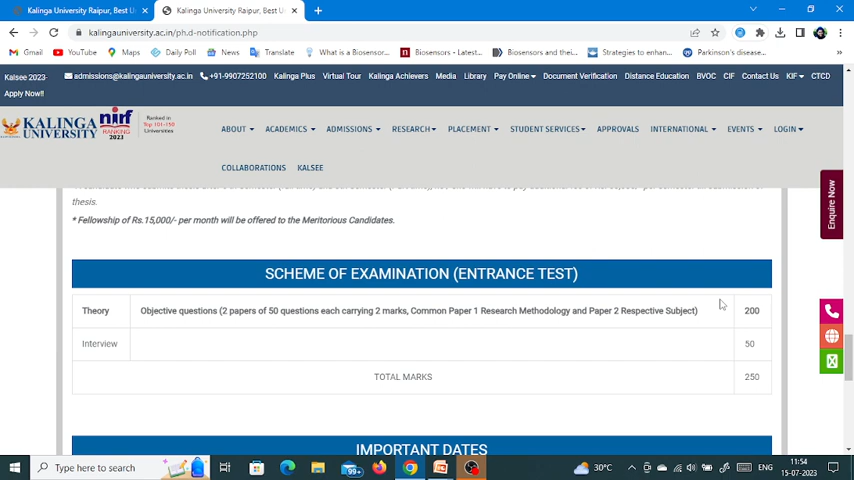 Kalinga University Raipur, Best U
Kalinga University Raipur, Best U
kalingauniversity.ac.in/ph.d-notification.php
Gmail YouTube Maps Daily Poll News Translate What is a Biosensor... Biosensors - Latest... Biosensors and thei... Strategies to enhan... Parkinson's disease...
Kalsee 2023- admissions@kalingauniversity.ac.in +91-9907252100 Kalinga Plus Virtual Tour Kalinga Achievers Media Library Pay Online Document Verification Distance Education BVOC CIF Contact Us KIF CTCD
Apply Now!!
KALINGA UNIVERSITY
nirf RANKING 2023
Ranked in Top 101-150 Universities
ABOUT ACADEMICS ADMISSIONS RESEARCH PLACEMENT STUDENT SERVICES APPROVALS INTERNATIONAL EVENTS LOGIN
COLLABORATIONS KALSEE
Enquire Now
thesis.
* Fellowship of Rs.15,000/- per month will be offered to the Meritorious Candidates.
SCHEME OF EXAMINATION (ENTRANCE TEST)
Theory Objective questions (2 papers of 50 questions each carrying 2 marks, Common Paper 1 Research Methodology and Paper 2 Respective Subject) 200
Interview 50
TOTAL MARKS 250
IMPORTANT DATES
Type here to search
99+
30°C
ENG
11:54
15-07-2023